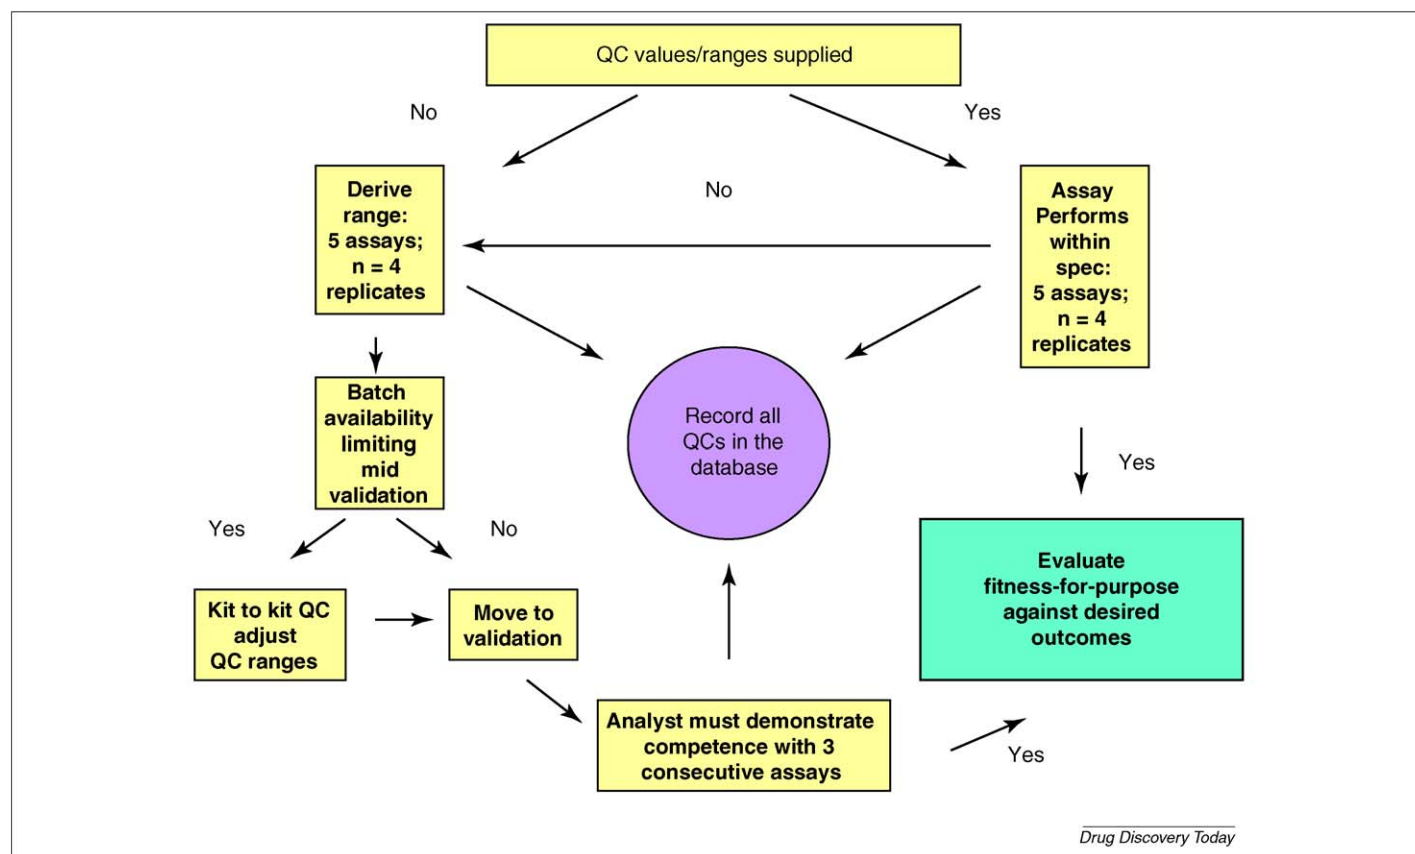 QC values/ranges supplied
No
Yes
Derive
range:
5 assays;
n = 4
replicates
No
Assay
Performs
within
spec:
5 assays;
n = 4
replicates
Batch
availability
limiting
mid
validation
Record all
QCs in the
database
Yes
Yes
No
Evaluate
fitness-for-purpose
against desired
outcomes
Kit to kit QC
adjust
QC ranges
Move to
validation
Analyst must demonstrate
competence with 3
consecutive assays
Yes
Drug Discovery Today